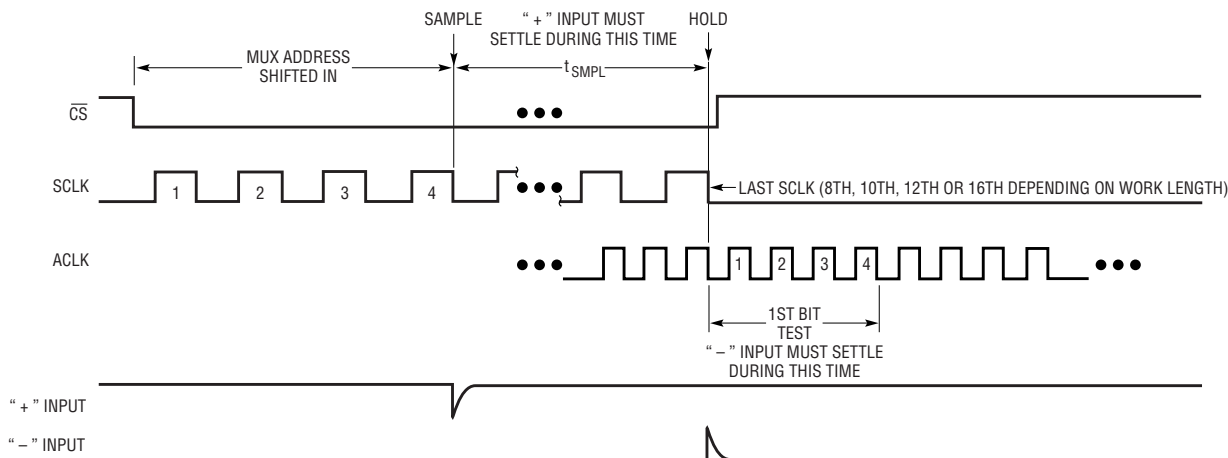 SAMPLE
“ + ” INPUT MUST
SETTLE DURING THIS TIME
HOLD
MUX ADDRESS
SHIFTED IN
tSMPL
CS
SCLK
1 2 3 4
LAST SCLK (8TH, 10TH, 12TH OR 16TH DEPENDING ON WORK LENGTH)
ACLK
1 2 3 4
1ST BIT
TEST
“ – ” INPUT MUST SETTLE
DURING THIS TIME
“ + ” INPUT
“ – ” INPUT